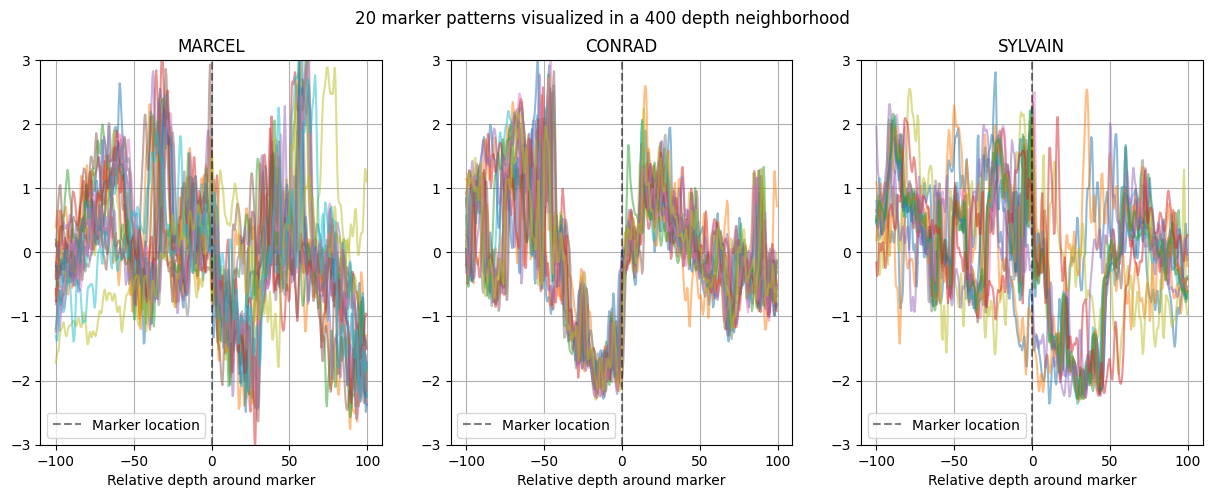 20 marker patterns visualized in a 400 depth neighborhood
MARCEL
3
2
1
0
−1
−2
−3
Marker location
−100 −50 0 50 100
Relative depth around marker
CONRAD
3
2
1
0
−1
−2
−3
Marker location
−100 −50 0 50 100
Relative depth around marker
SYLVAIN
3
2
1
0
−1
−2
−3
Marker location
−100 −50 0 50 100
Relative depth around marker